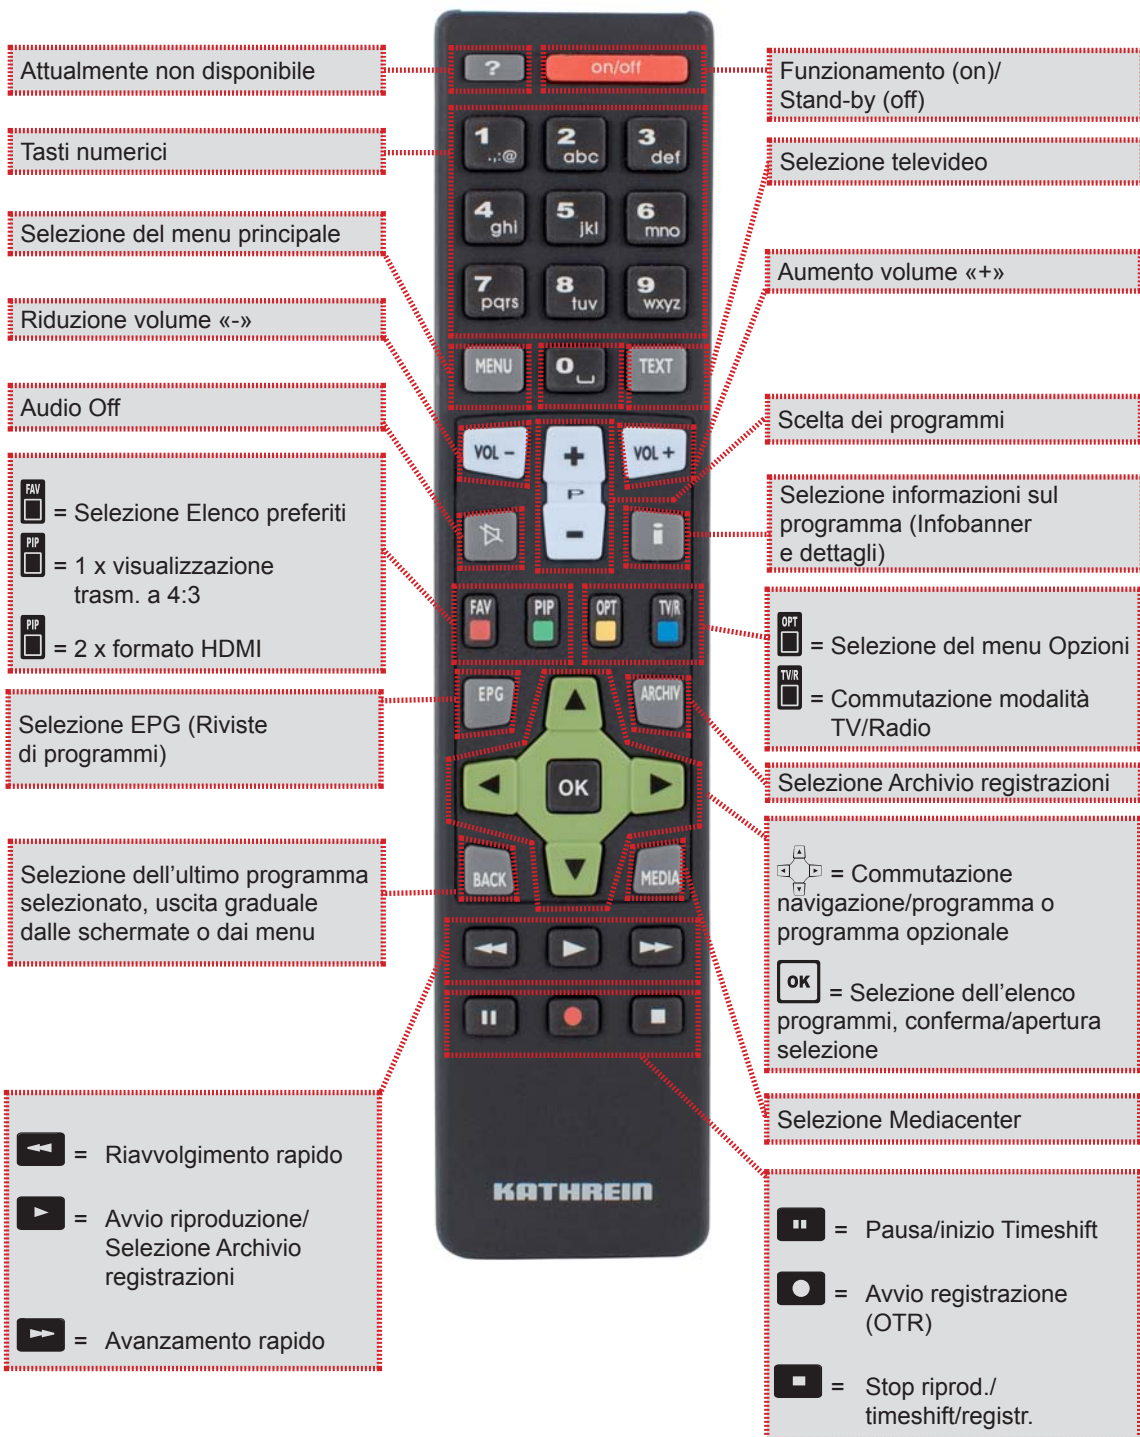 Attualmente non disponibile
Tasti numerici
Selezione del menu principale
Riduzione volume «-»
Audio Off
FAV
= Selezione Elenco preferiti
PIP
= 1 x visualizzazione
trasm. a 4:3
PIP
= 2 x formato HDMI
Selezione EPG (Riviste
di programmi)
Selezione dell'ultimo programma
selezionato, uscita graduale
dalle schermate o dai menu
= Riavvolgimento rapido
= Avvio riproduzione/
Selezione Archivio
registrazioni
= Avanzamento rapido
? on/off
1 .,:@ 2 abc 3 def
4 ghi 5 jkl 6 mno
7 pqrs 8 tuv 9 wxyz
MENU 0 TEXT
VOL - + VOL +
P
- i
FAV PIP OPT TV/R
EPG ARCHIV
OK
BACK MEDIA
KATHREIN
Funzionamento (on)/
Stand-by (off)
Selezione televideo
Aumento volume «+»
Scelta dei programmi
Selezione informazioni sul
programma (Infobanner
e dettagli)
OPT
= Selezione del menu Opzioni
TV/R
= Commutazione modalità
TV/Radio
Selezione Archivio registrazioni
= Commutazione
navigazione/programma o
programma opzionale
OK = Selezione dell'elenco
programmi, conferma/apertura
selezione
Selezione Mediacenter
= Pausa/inizio Timeshift
= Avvio registrazione
(OTR)
= Stop riprod./
timeshift/registr.